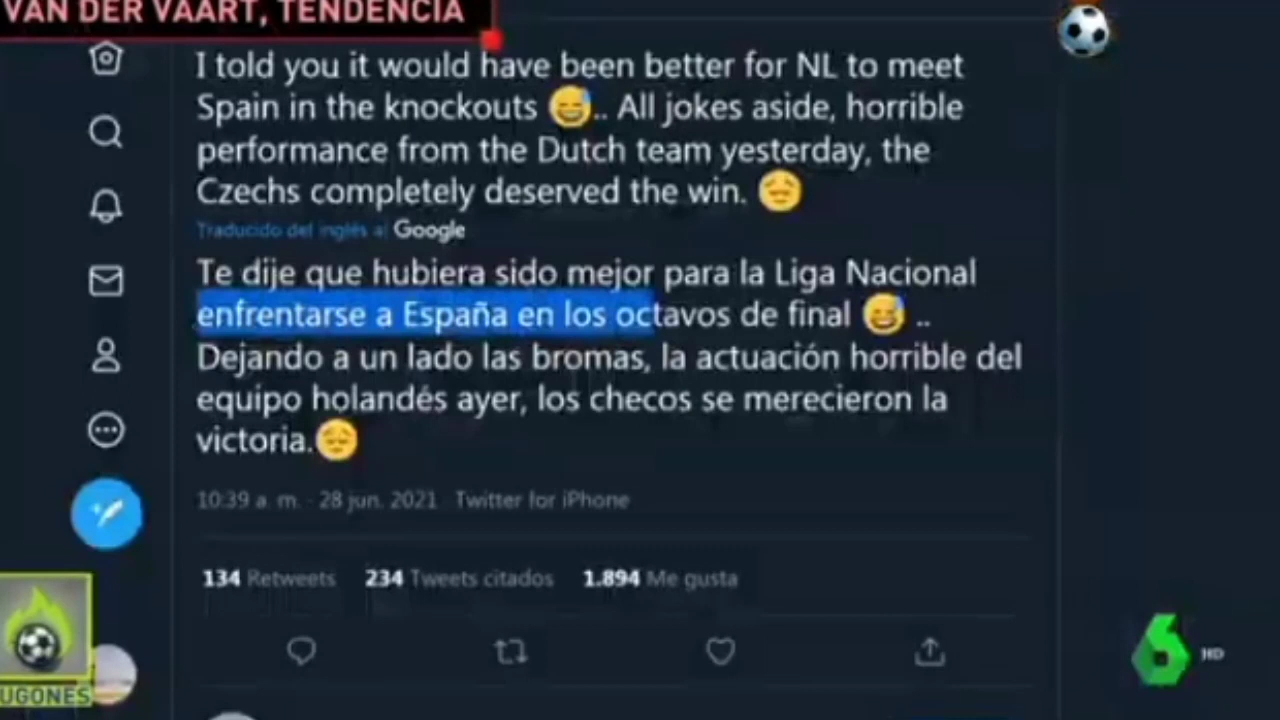 VAN DER VAART, TENDENCIA
I told you it would have been better for NL to meet
Spain in the knockouts 😅.. All jokes aside, horrible
performance from the Dutch team yesterday, the
Czechs completely deserved the win. 😔
Traducido del inglés al Google
Te dije que hubiera sido mejor para la Liga Nacional
enfrentarse a España en los octavos de final 😅 ..
Dejando a un lado las bromas, la actuación horrible del
equipo holandés ayer, los checos se merecieron la
victoria.😔
10:39 a. m. · 28 jun. 2021 · Twitter for iPhone
134 Retweets 234 Tweets citados 1.894 Me gusta
UGONES
6 HD